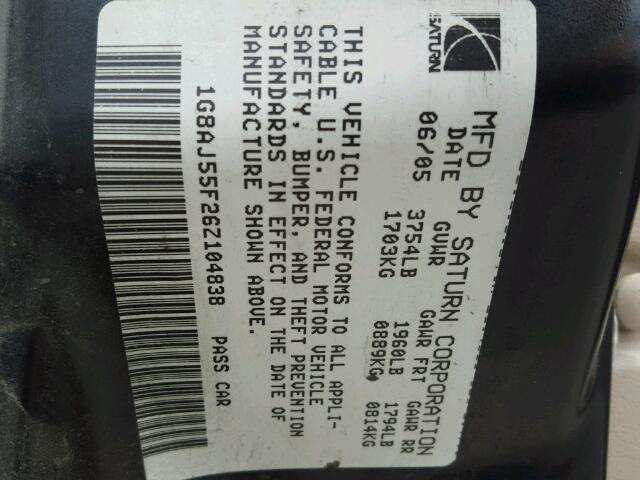 SATURN
MFD BY SATURN CORPORATION
DATE GVWR GAWR FRT GAWR RR
06/05 3754LB 1960LB 1794LB
1703KG 0889KG 0814KG
THIS VEHICLE CONFORMS TO ALL APPLI-
CABLE U.S. FEDERAL MOTOR VEHICLE
SAFETY, BUMPER, AND THEFT PREVENTION
STANDARDS IN EFFECT ON THE DATE OF
MANUFACTURE SHOWN ABOVE.
1G8AJ55F26Z104838 PASS CAR